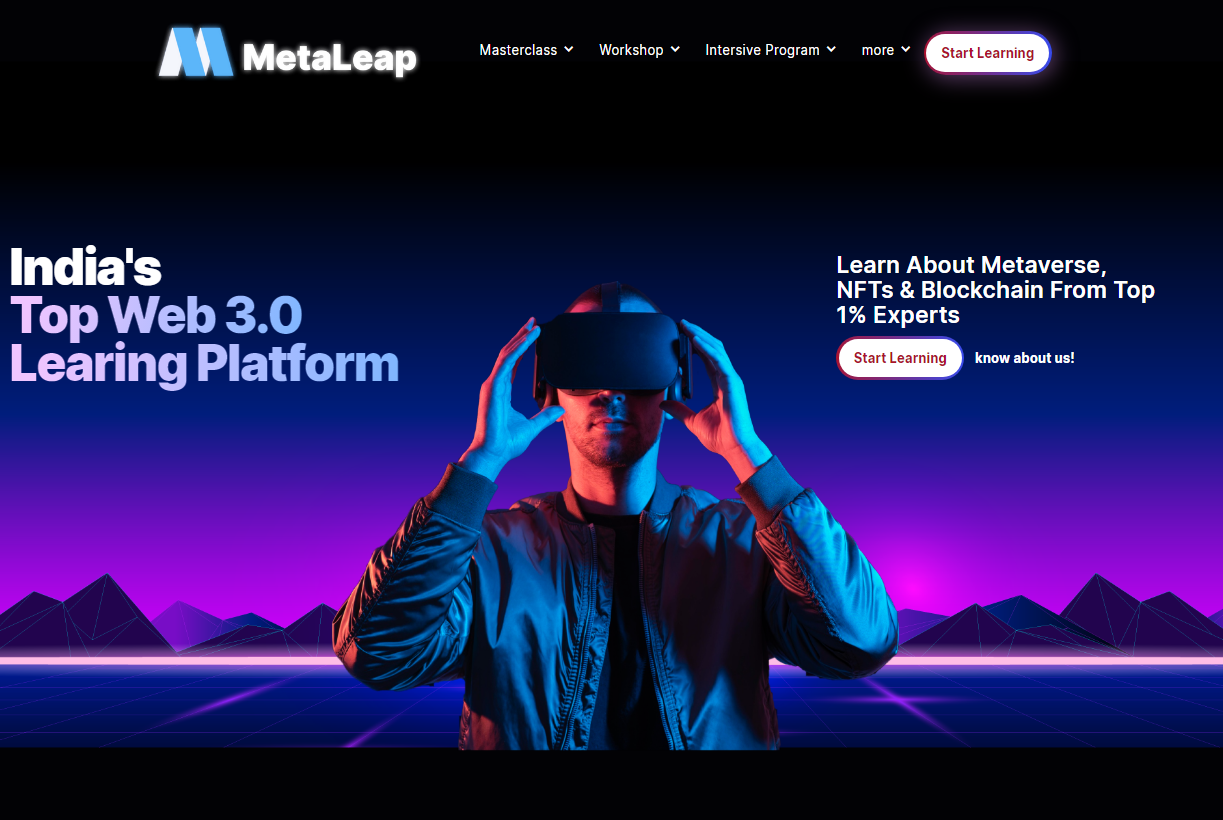 MetaLeap
Masterclass
Workshop
Intersive Program
more
Start Learning
India's
Top Web 3.0
Learing Platform
Learn About Metaverse,
NFTs & Blockchain From Top
1% Experts
Start Learning
know about us!